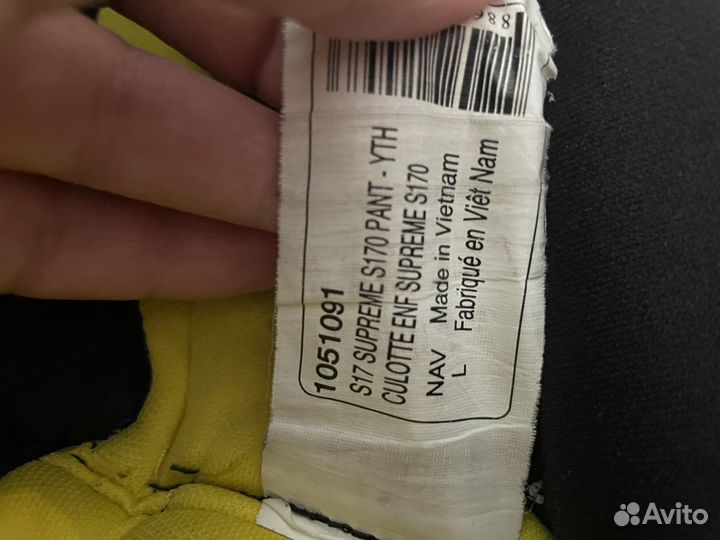 1051091
S17 SUPREME S170 PANT - YTH
CULOTTE ENF SUPREME S170
NAV Made in Vietnam
L Fabriqué en Viêt Nam
Avito